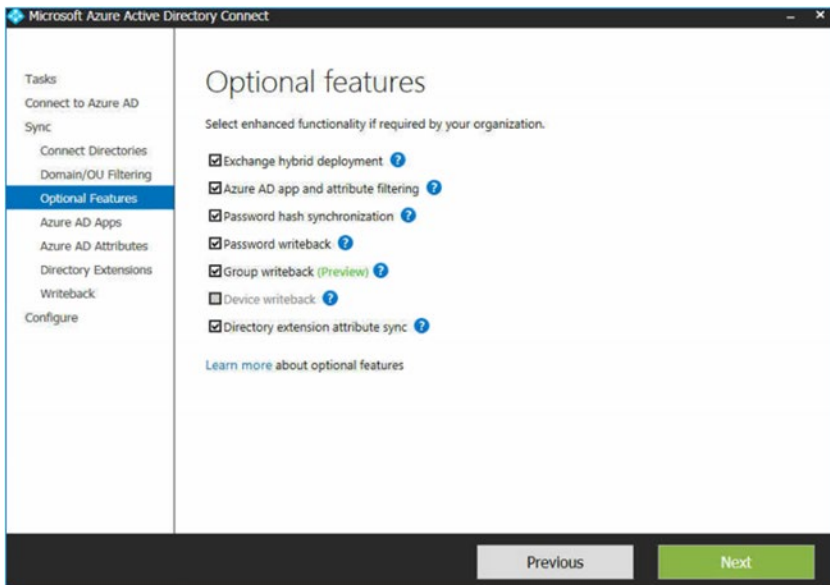 Microsoft Azure Active Directory Connect
Tasks
Connect to Azure AD
Sync
Connect Directories
Domain/OU Filtering
Optional Features
Azure AD Apps
Azure AD Attributes
Directory Extensions
Writeback
Configure
Optional features
Select enhanced functionality if required by your organization.
Exchange hybrid deployment ?
Azure AD app and attribute filtering ?
Password hash synchronization ?
Password writeback ?
Group writeback (Preview) ?
Device writeback ?
Directory extension attribute sync ?
Learn more about optional features
Previous
Next